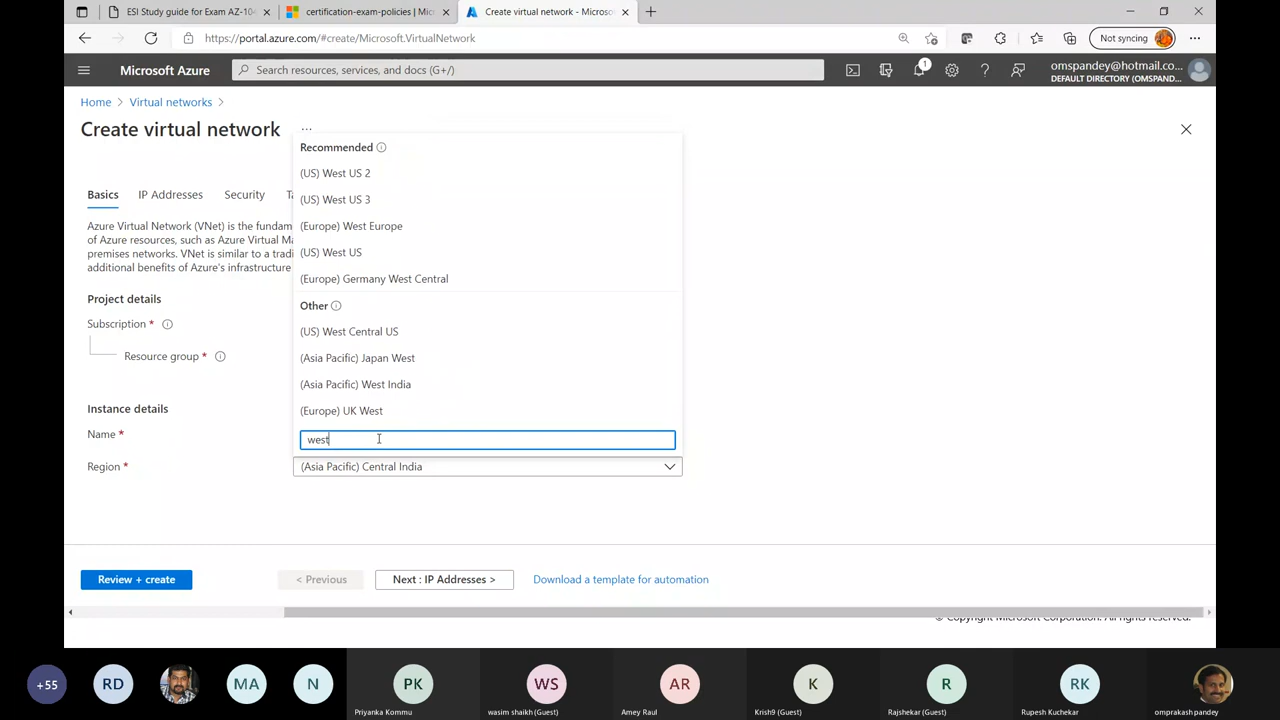 ESI Study guide for Exam AZ-104
certification-exam-policies | Mic
Create virtual network - Microso
https://portal.azure.com/#create/Microsoft.VirtualNetwork
Not syncing
Microsoft Azure
Search resources, services, and docs (G+/)
1
omspandey@hotmail.co...
DEFAULT DIRECTORY (OMSPAND...
Home > Virtual networks >
Create virtual network ...
Recommended
(US) West US 2
(US) West US 3
(Europe) West Europe
(US) West US
(Europe) Germany West Central
Other
(US) West Central US
(Asia Pacific) Japan West
(Asia Pacific) West India
(Europe) UK West
west
(Asia Pacific) Central India
Basics IP Addresses Security Ta
Azure Virtual Network (VNet) is the fundam
of Azure resources, such as Azure Virtual Ma
premises networks. VNet is similar to a tradi
additional benefits of Azure's infrastructure
Project details
Subscription *
Resource group *
Instance details
Name *
Region *
Review + create
< Previous
Next : IP Addresses >
Download a template for automation
© Copyright Microsoft Corporation. All rights reserved.
+55
RD
MA
N
PK
Priyanka Kommu
WS
wasim shaikh (Guest)
AR
Amey Raul
K
Krish9 (Guest)
R
Rajshekar (Guest)
RK
Rupesh Kuchekar
omprakash pandey